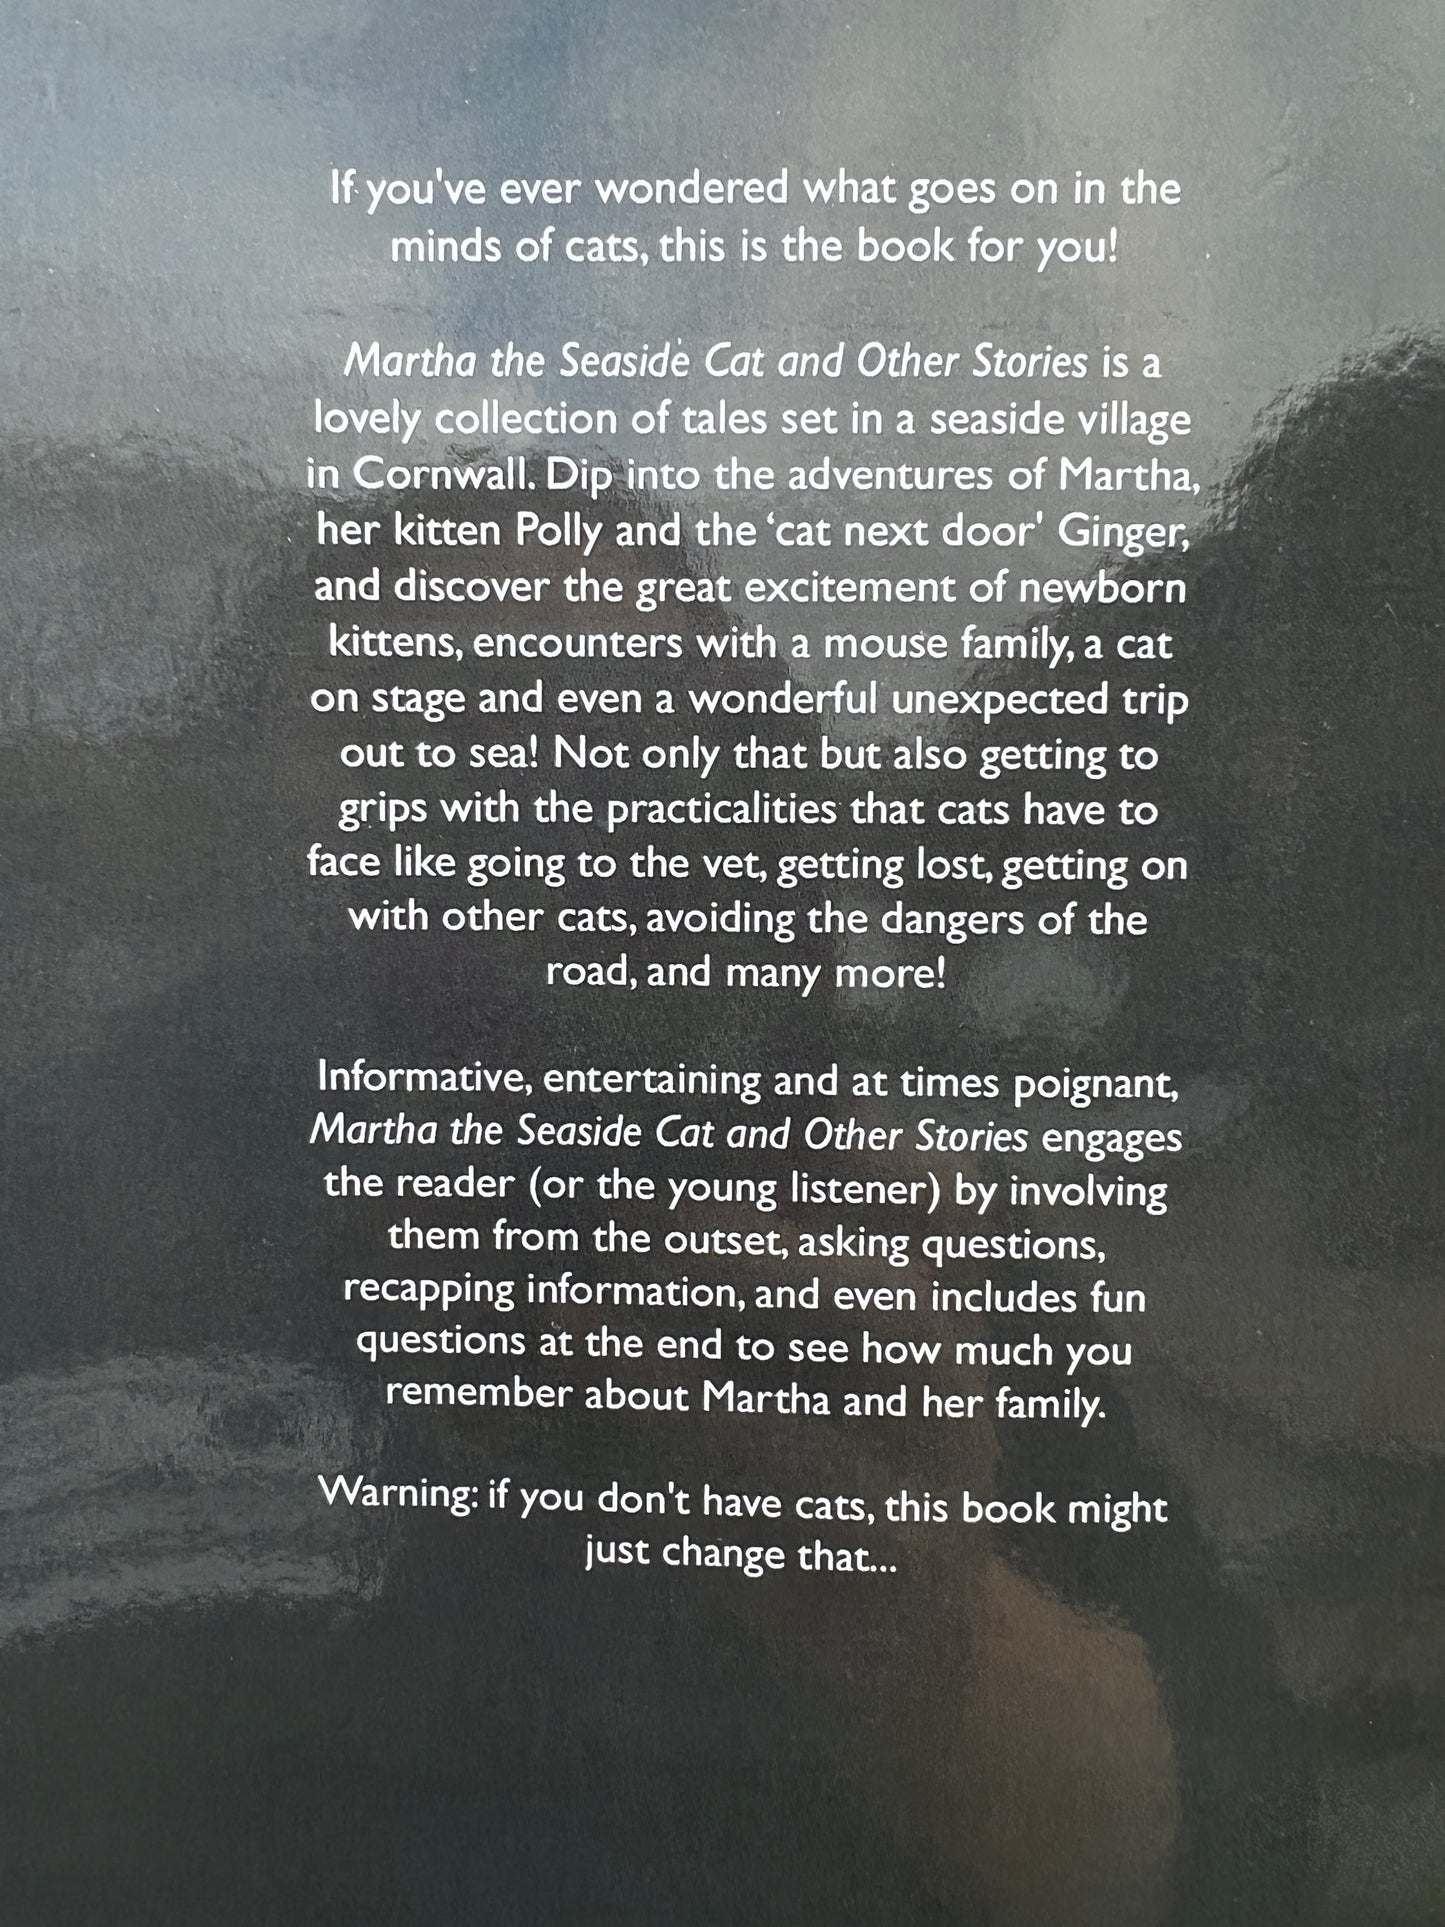 If you've ever wondered what goes on in the
minds of cats, this is the book for you!
Martha the Seaside Cat and Other Stories is a
lovely collection of tales set in a seaside village
in Cornwall. Dip into the adventures of Martha,
her kitten Polly and the ‘cat next door' Ginger,
and discover the great excitement of newborn
kittens, encounters with a mouse family, a cat
on stage and even a wonderful unexpected trip
out to sea! Not only that but also getting to
grips with the practicalities that cats have to
face like going to the vet, getting lost, getting on
with other cats, avoiding the dangers of the
road, and many more!
Informative, entertaining and at times poignant,
Martha the Seaside Cat and Other Stories engages
the reader (or the young listener) by involving
them from the outset, asking questions,
recapping information, and even includes fun
questions at the end to see how much you
remember about Martha and her family.
Warning: if you don't have cats, this book might
just change that...